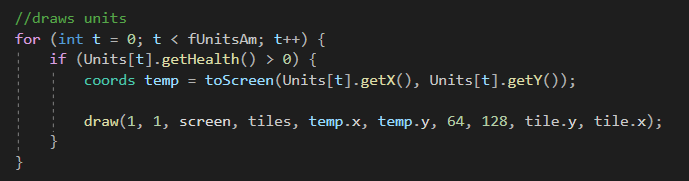 //draws units
for (int t = 0; t < fUnitsAm; t++) {
if (Units[t].getHealth() > 0) {
coords temp = toScreen(Units[t].getX(), Units[t].getY());
draw(1, 1, screen, tiles, temp.x, temp.y, 64, 128, tile.y, tile.x);
}
}